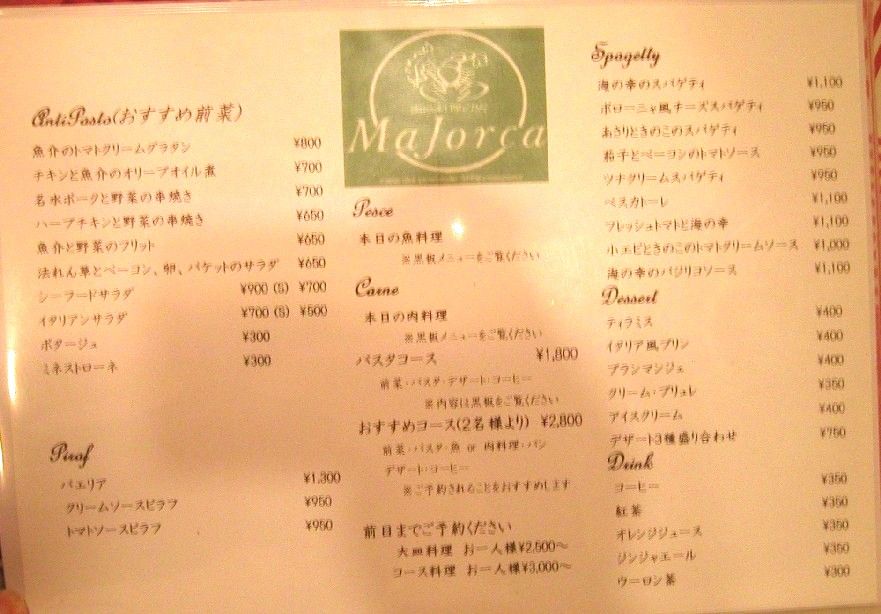 AntiPasto(おすすめ前菜)
魚介のトマトクリームグラタン ¥800
チキンと魚介のオリーブオイル煮 ¥700
名水ポークと野菜の串焼き ¥700
ハーブチキンと野菜の串焼き ¥650
魚介と野菜のフリット ¥650
法れん草とベーコン、卵、バケットのサラダ ¥650
シーフードサラダ ¥900 (S) ¥700
イタリアンサラダ ¥700 (S) ¥500
ポタージュ ¥300
ミネストローネ ¥300
Piraf
パエリア ¥1,300
クリームソースピラフ ¥950
トマトソースピラフ ¥950
Majorca
Pesce
本日の魚料理
※黒板メニューをご覧ください
Carne
本日の肉料理
※黒板メニューをご覧ください
パスタコース ¥1,800
前菜・パスタ・デザート・コーヒー
※内容は黒板をご覧ください
おすすめコース(2名様より) ¥2,800
前菜・パスタ・魚 or 肉料理・パン
デザート・コーヒー
※ご予約されることをおすすめします
前日までご予約ください
大皿料理 お一人様¥2,500～
コース料理 お一人様¥3,000～
Spagetty
海の幸のスパゲティ ¥1,100
ボローニャ風チーズスパゲティ ¥950
あさりときのこのスパゲティ ¥950
茄子とベーコンのトマトソース ¥950
ツナクリームスパゲティ ¥950
ペスカトーレ ¥1,100
フレッシュトマトと海の幸 ¥1,100
小エビときのこのトマトクリームソース ¥1,000
海の幸のバジリコソース ¥1,100
Dessert
ティラミス ¥400
イタリア風プリン ¥400
ブランマンジェ ¥400
クリーム・ブリュレ ¥350
アイスクリーム ¥400
デザート3種盛り合わせ ¥750
Drink
コーヒー ¥350
紅茶 ¥350
オレンジジュース ¥350
ジンジャエール ¥350
ウーロン茶 ¥300